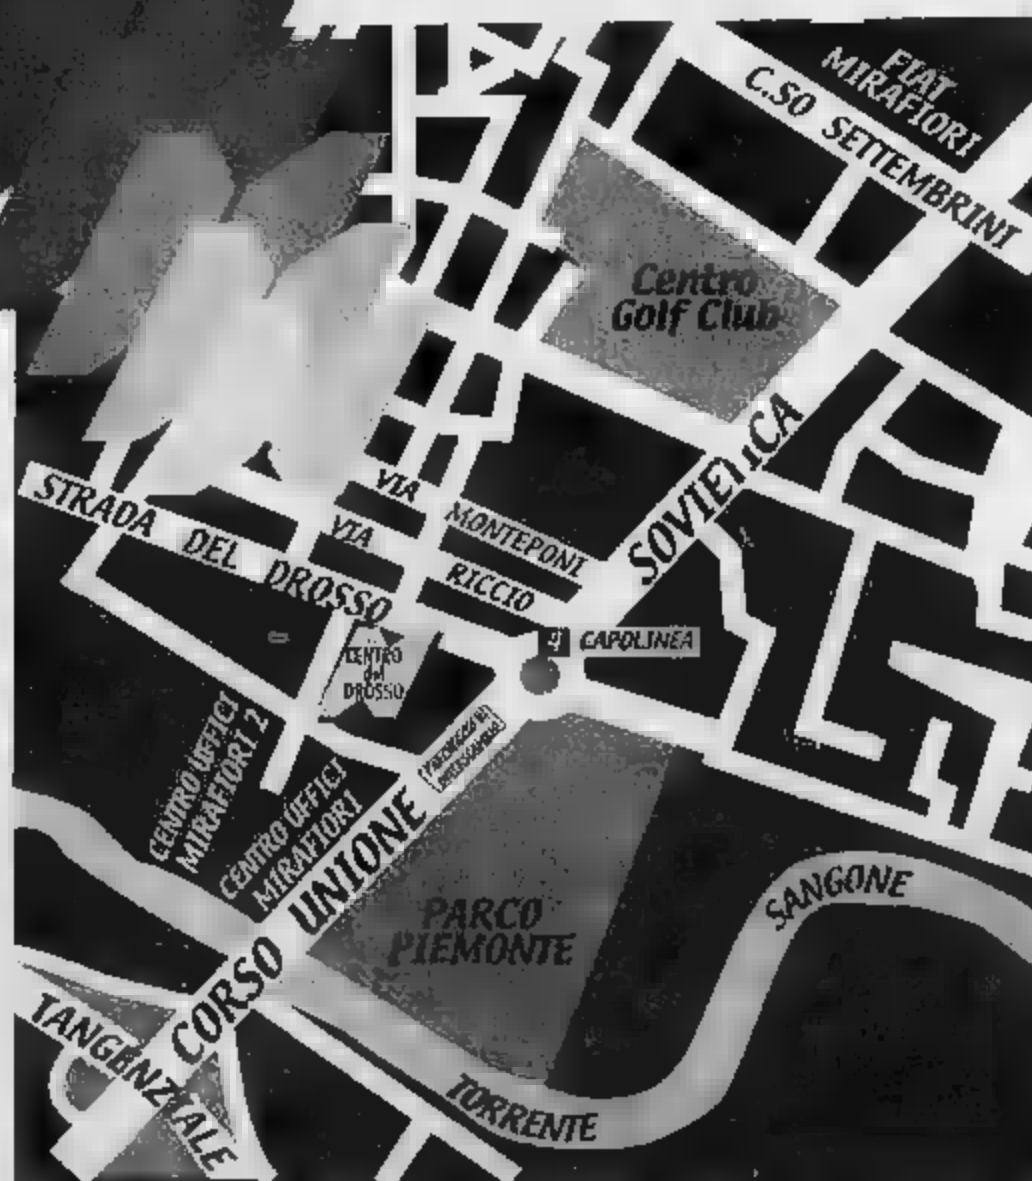 FIAT
MIRAFIORI
C.SO SETTEMBRINI
Centro
Golf Club
SOVIETICA
VIA MONTEPONI
VIA RICCIO
STRADA DEL DROSSO
4 CAPOLINEA
CENTRO
del
DROSSO
CENTRO UFFICI
MIRAFIORI 2
CENTRO UFFICI
MIRAFIORI
CORSO UNIONE
PARCO
PIEMONTE
SANGONE
TORRENTE
TANGENZIALE